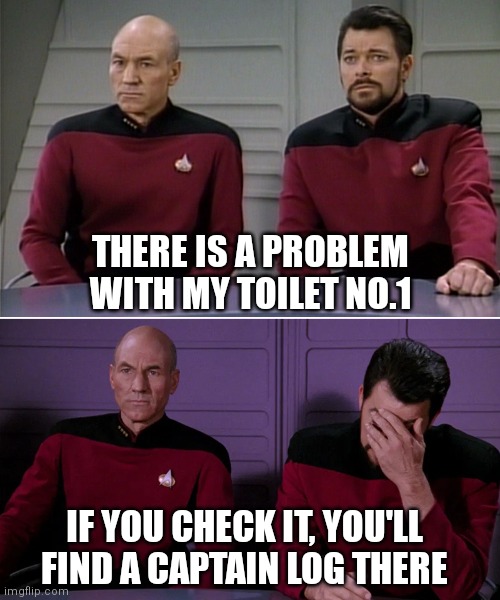 THERE IS A PROBLEM
WITH MY TOILET NO.1
IF YOU CHECK IT, YOU'LL
FIND A CAPTAIN LOG THERE
imgflip.com